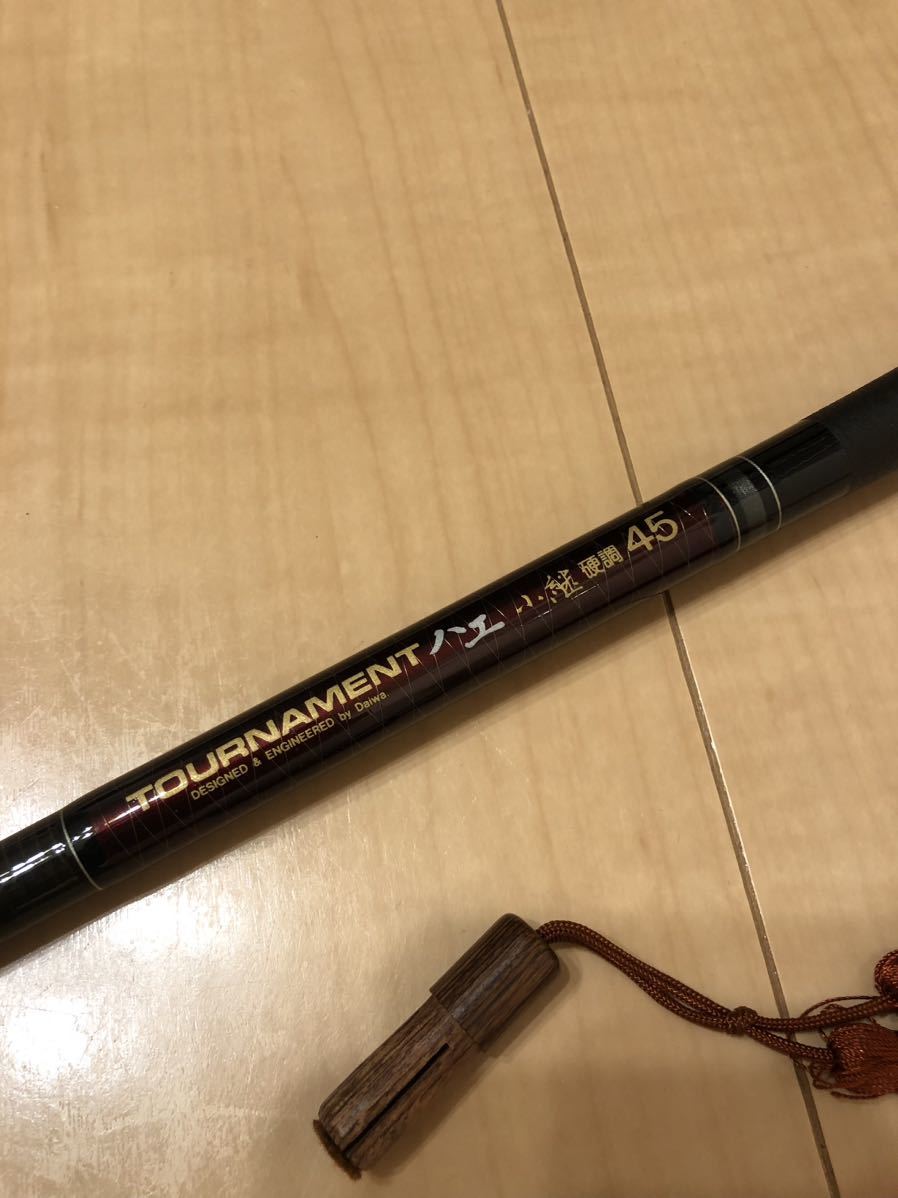 TOURNAMENT ハエ 小継 硬調 45
DESIGNED & ENGINEERED by Daiwa.